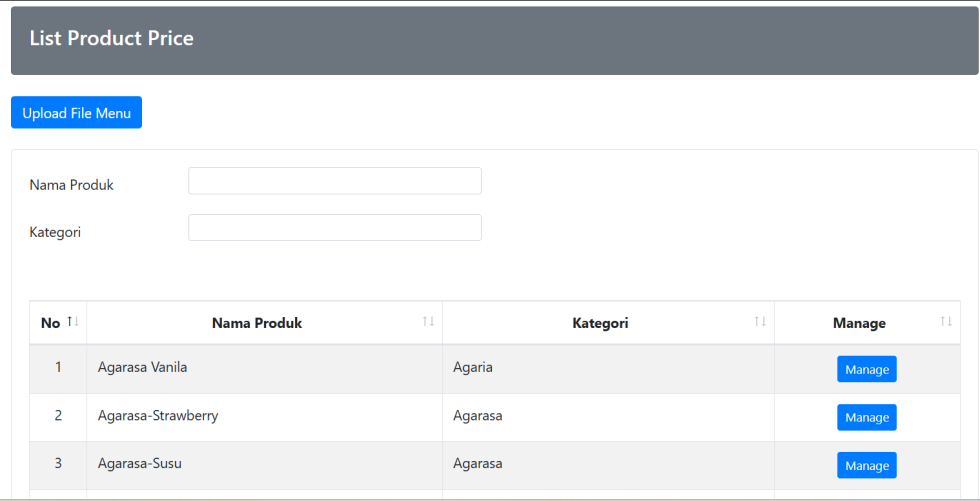 List Product Price
Upload File Menu
Nama Produk
Kategori
No Nama Produk Kategori Manage
1 Agarasa Vanila Agaria Manage
2 Agarasa-Strawberry Agarasa Manage
3 Agarasa-Susu Agarasa Manage